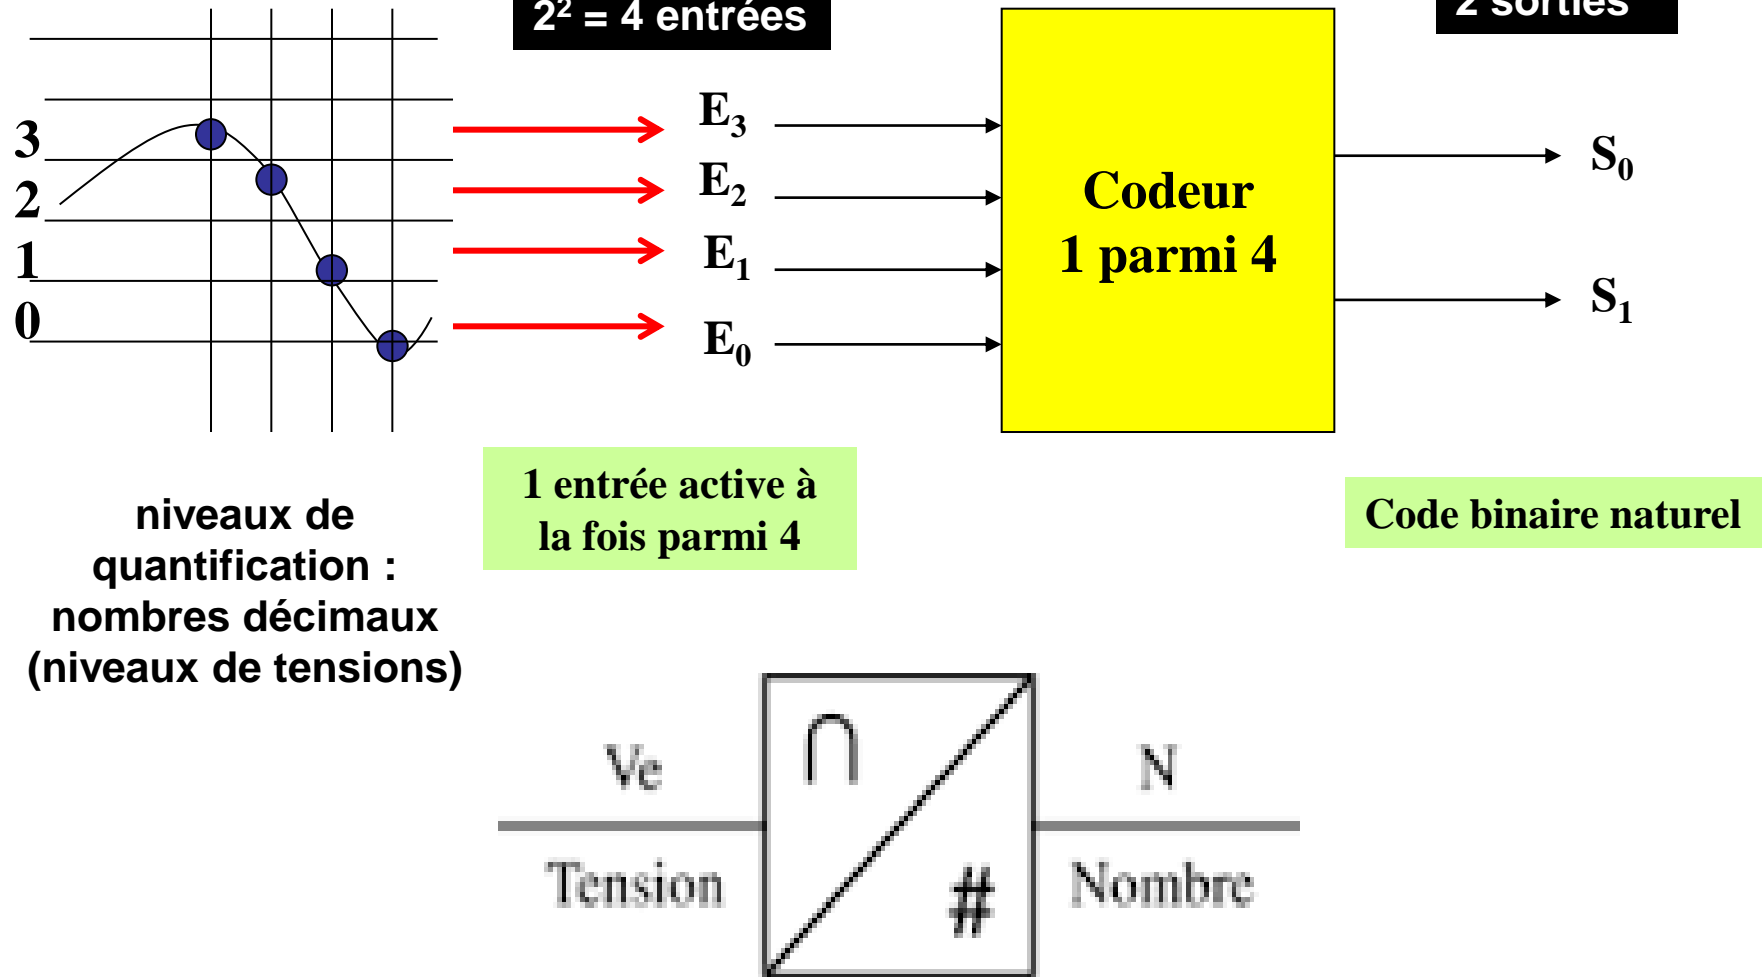 2² = 4 entrées
2 sorties
3
2
1
0
E₃
E₂
E₁
E₀
Codeur
1 parmi 4
S₀
S₁
niveaux de
quantification :
nombres décimaux
(niveaux de tensions)
1 entrée active à
la fois parmi 4
Code binaire naturel
Ve
Tension
∩
#
N
Nombre